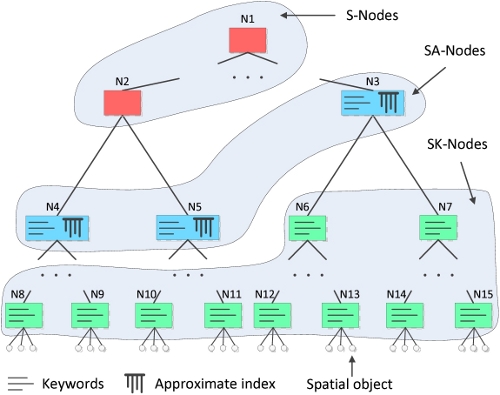 N1
S-Nodes
N2
N3
SA-Nodes
SK-Nodes
N4
N5
N6
N7
N8
N9
N10
N11
N12
N13
N14
N15
Keywords
Approximate index
Spatial object